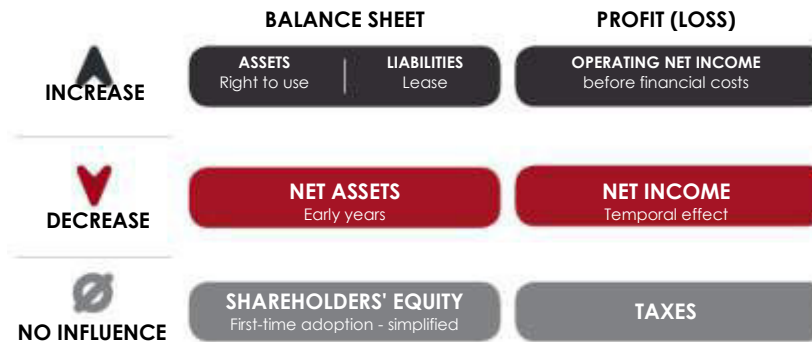 BALANCE SHEET
PROFIT (LOSS)
INCREASE
ASSETS
Right to use
LIABILITIES
Lease
OPERATING NET INCOME
before financial costs
DECREASE
NET ASSETS
Early years
NET INCOME
Temporal effect
NO INFLUENCE
SHAREHOLDERS' EQUITY
First-time adoption - simplified
TAXES